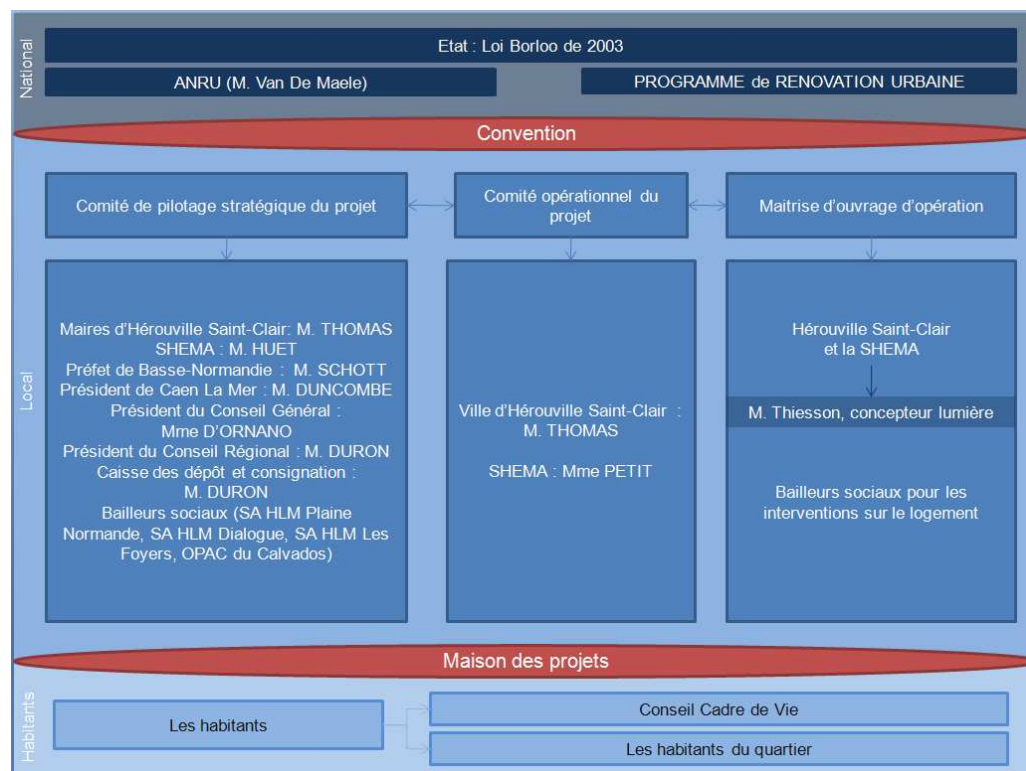 National
Etat : Loi Borloo de 2003
ANRU (M. Van De Maele)
PROGRAMME de RENOVATION URBAINE
Convention
Local
Comité de pilotage stratégique du projet
Comité opérationnel du
projet
Maitrise d'ouvrage d'opération
Maires d'Hérouville Saint-Clair: M. THOMAS
SHEMA : M. HUET
Préfet de Basse-Normandie : M. SCHOTT
Président de Caen La Mer : M. DUNCOMBE
Président du Conseil Général :
Mme D'ORNANO
Président du Conseil Régional : M. DURON
Caisse des dépôt et consignation :
M. DURON
Bailleurs sociaux (SA HLM Plaine
Normande, SA HLM Dialogue, SA HLM Les
Foyers, OPAC du Calvados)
Ville d'Hérouville Saint-Clair :
M. THOMAS
SHEMA : Mme PETIT
Hérouville Saint-Clair
et la SHEMA
M. Thiesson, concepteur lumière
Bailleurs sociaux pour les
interventions sur le logement
Maison des projets
Habitants
Les habitants
Conseil Cadre de Vie
Les habitants du quartier